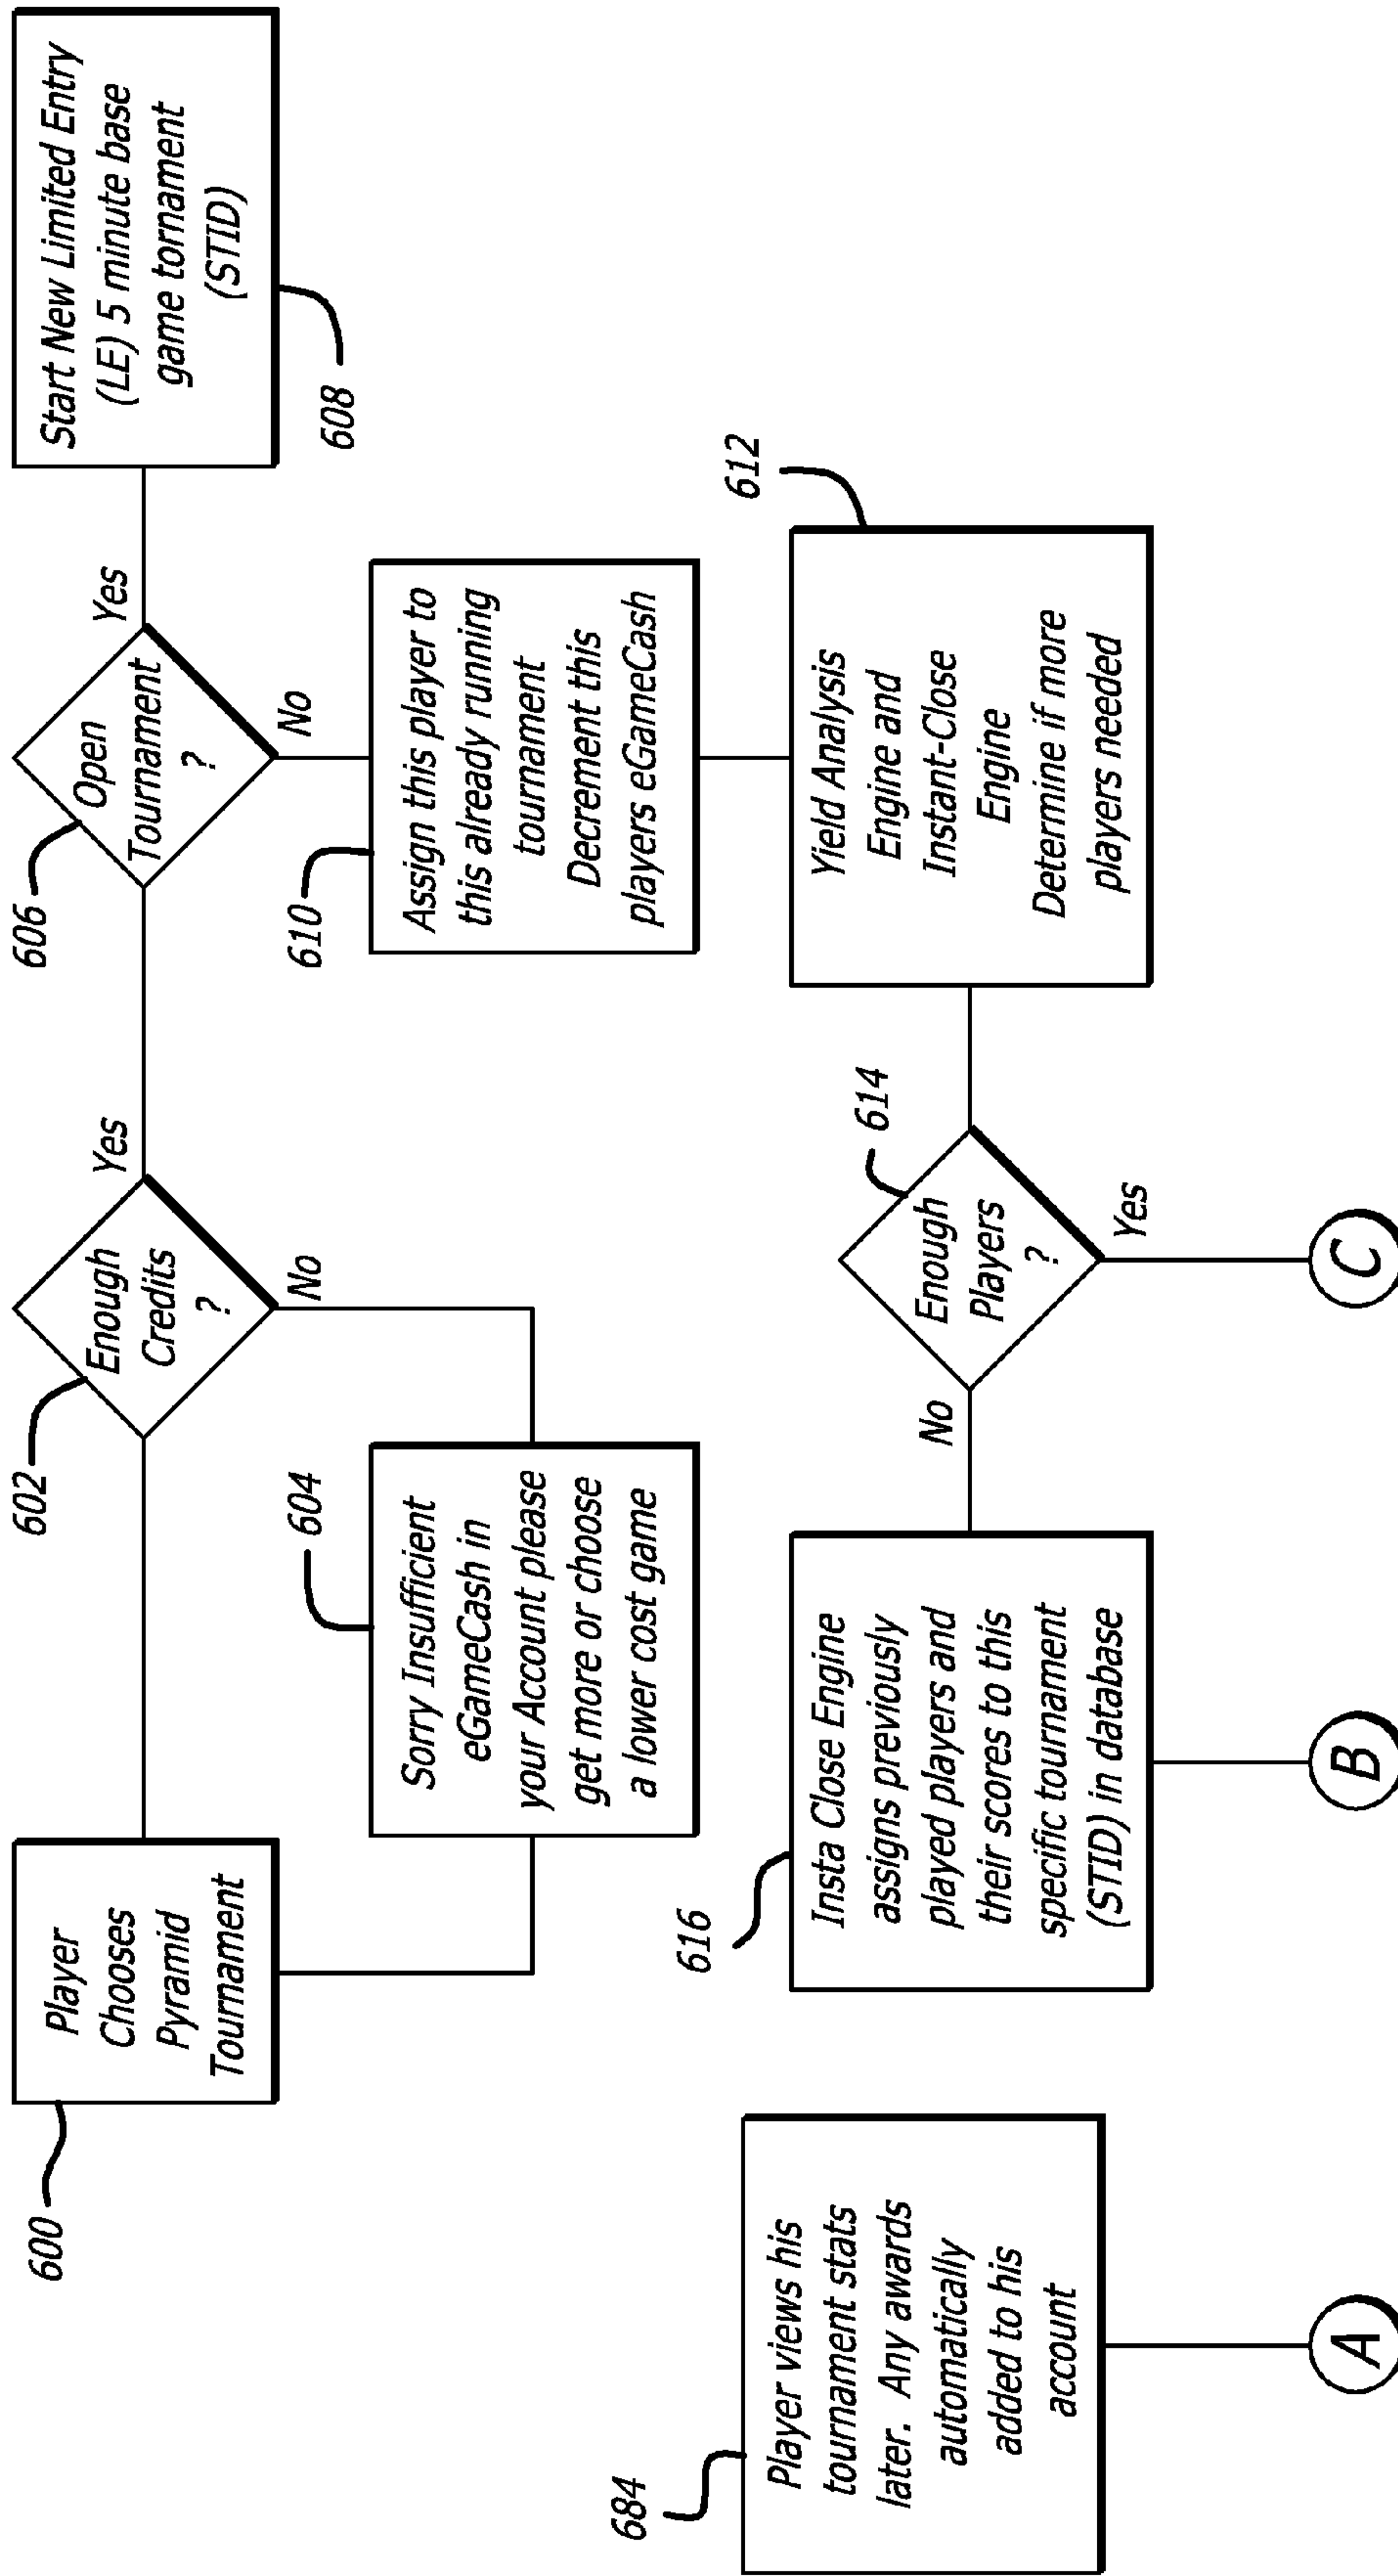 600
Player
Chooses
Pyramid
Tournament
602
Enough
Credits
?
Yes
No
604
Sorry Insufficient
eGameCash in
your Account please
get more or choose
a lower cost game
606
Open
Tournament
?
Yes
No
Start New Limited Entry
(LE) 5 minute base
game tornament
(STID)
608
610
Assign this player to
this already running
tournament
Decrement this
players eGameCash
612
Yield Analysis
Engine and
Instant-Close
Engine
Determine if more
players needed
614
Enough
Players
?
No
Yes
616
Insta Close Engine
assigns previously
played players and
their scores to this
specific tournament
(STID) in database
684
Player views his
tournament stats
later. Any awards
automatically
added to his
account
A
B
C